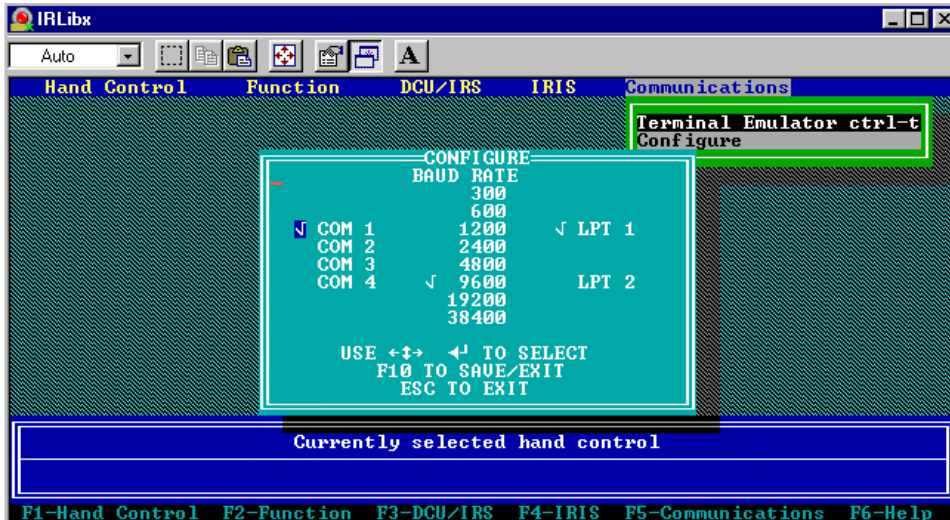 IRLibx
Auto
A
Hand Control Function DCU/IRS IRIS Communications
Terminal Emulator ctrl-t
Configure
CONFIGURE
BAUD RATE
300
600
√ COM 1 1200 √ LPT 1
COM 2 2400
COM 3 4800
COM 4 √ 9600 LPT 2
19200
38400
USE ←↕→ ◄┘ TO SELECT
F10 TO SAVE/EXIT
ESC TO EXIT
Currently selected hand control
F1-Hand Control F2-Function F3-DCU/IRS F4-IRIS F5-Communications F6-Help